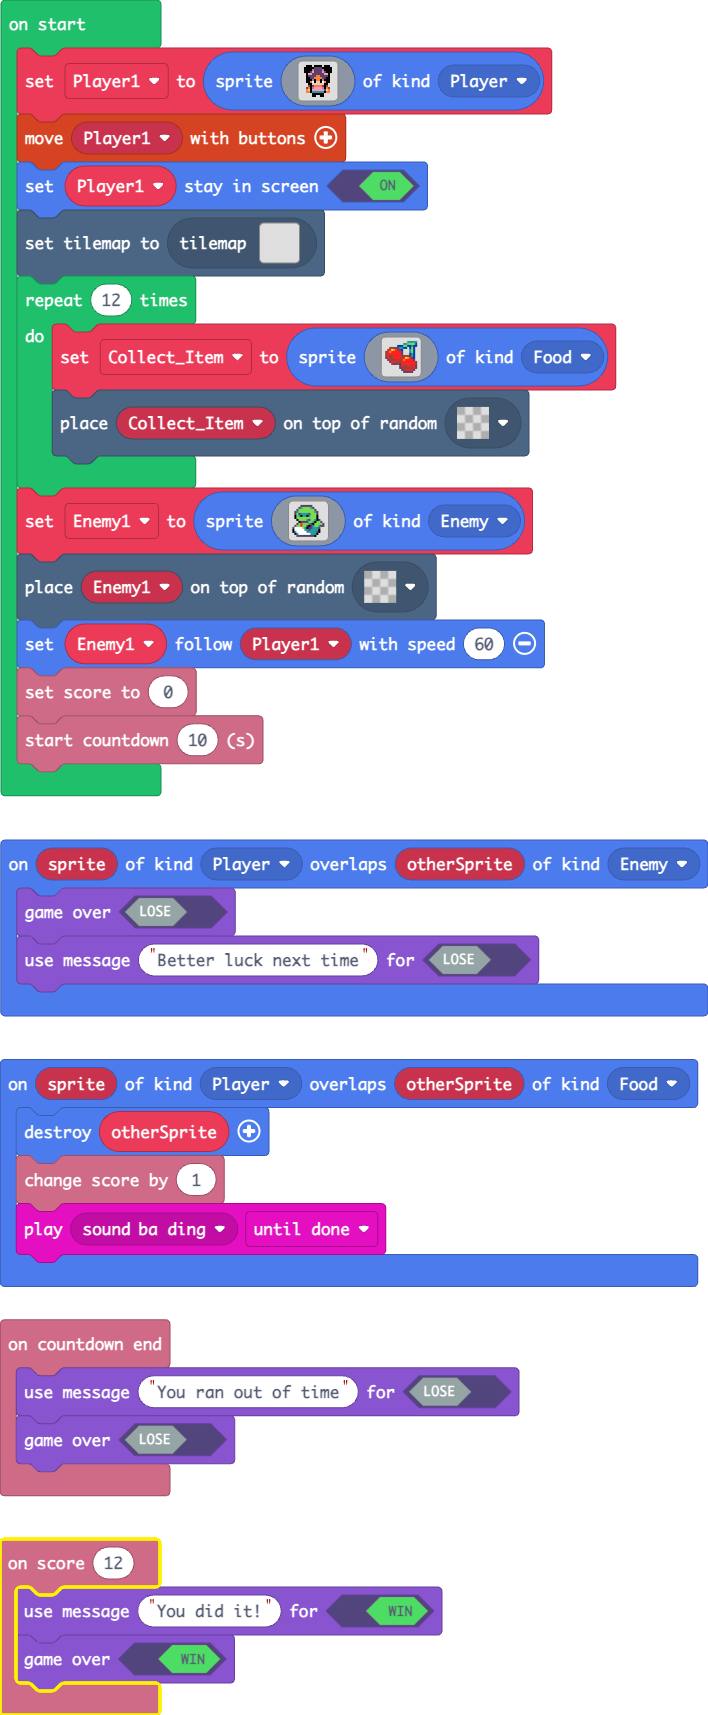 on start
set Player1 to sprite of kind Player
move Player1 with buttons
set Player1 stay in screen ON
set tilemap to tilemap
repeat 12 times
do
set Collect_Item to sprite of kind Food
place Collect_Item on top of random
set Enemy1 to sprite of kind Enemy
place Enemy1 on top of random
set Enemy1 follow Player1 with speed 60
set score to 0
start countdown 10 (s)
on sprite of kind Player overlaps otherSprite of kind Enemy
game over LOSE
use message "Better luck next time" for LOSE
on sprite of kind Player overlaps otherSprite of kind Food
destroy otherSprite
change score by 1
play sound ba ding until done
on countdown end
use message "You ran out of time" for LOSE
game over LOSE
on score 12
use message "You did it!" for WIN
game over WIN